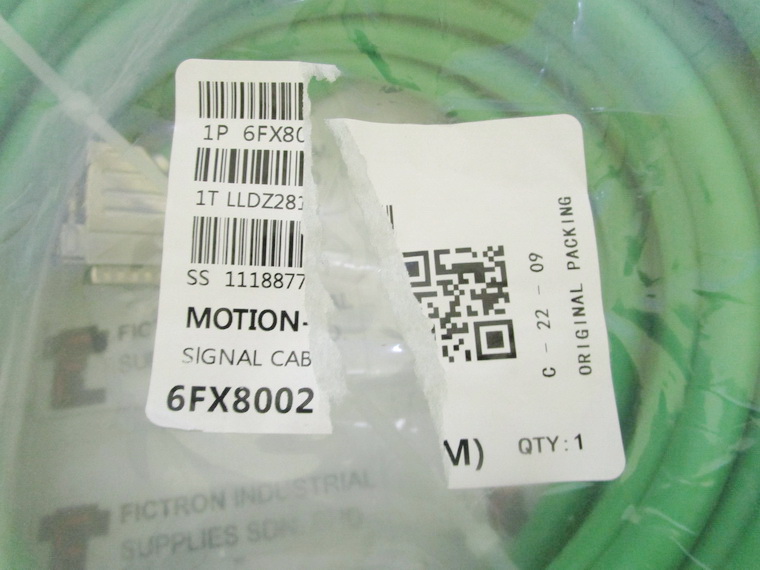 1P 6FX80
1T LLDZ281
SS 1118877
MOTION-
SIGNAL CAB
6FX8002
M)
QTY:1
C - 22 - 09
ORIGINAL PACKING
FICTRON INDUSTRIAL
SUPPLIES SDN. BHD